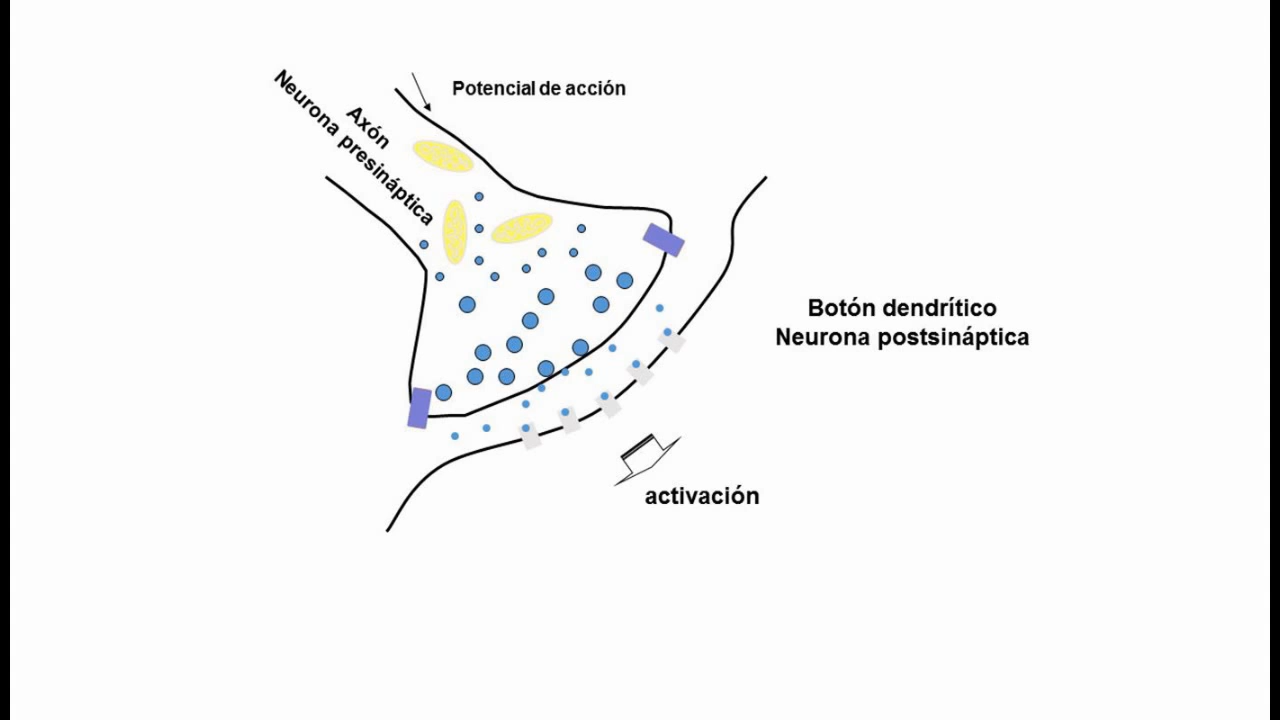 Potencial de acción
Axón
Neurona presináptica
Botón dendrítico
Neurona postsináptica
activación